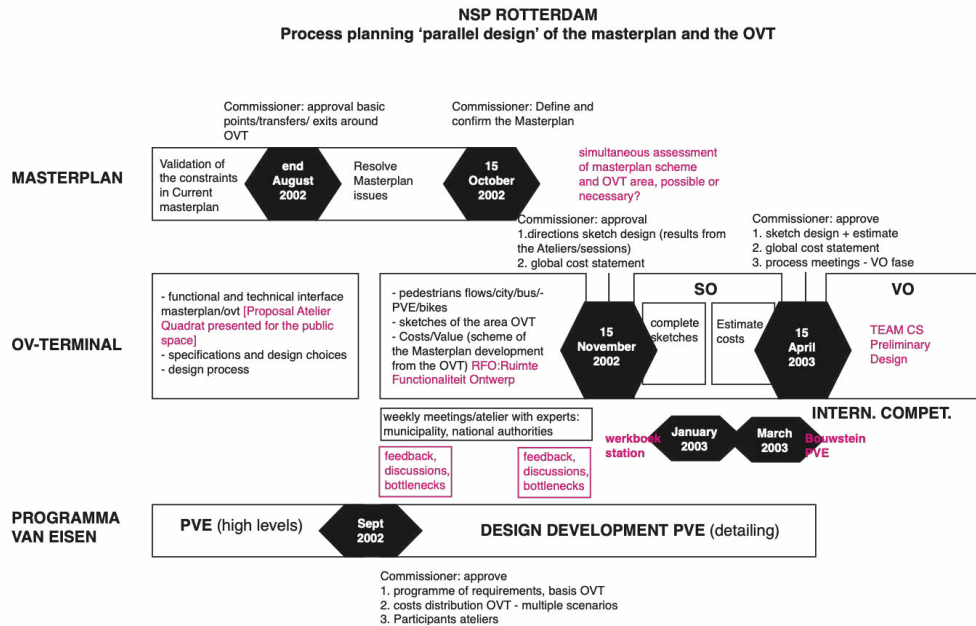 NSP ROTTERDAM
Process planning ‘parallel design’ of the masterplan and the OVT
Commissioner: approval basic
points/transfers/ exits around
OVT
Commissioner: Define and
confirm the Masterplan
MASTERPLAN
Validation of
the constraints
in Current
masterplan
end
August
2002
Resolve
Masterplan
issues
15
October
2002
simultaneous assessment
of masterplan scheme
and OVT area, possible or
necessary?
Commissioner: approval
1.directions sketch design (results from
the Ateliers/sessions)
2. global cost statement
Commissioner: approve
1. sketch design + estimate
2. global cost statement
3. process meetings - VO fase
OV-TERMINAL
- functional and technical interface
masterplan/ovt [Proposal Atelier
Quadrat presented for the public
space]
- specifications and design choices
- design process
- pedestrians flows/city/bus/-
PVE/bikes
- sketches of the area OVT
- Costs/Value (scheme of
the Masterplan development
from the OVT) RFO:Ruimte
Functionaliteit Ontwerp
15
November
2002
SO
complete
sketches
Estimate
costs
15
April
2003
VO
TEAM CS
Preliminary
Design
INTERN. COMPET.
weekly meetings/atelier with experts:
municipality, national authorities
feedback,
discussions,
bottlenecks
feedback,
discussions,
bottlenecks
werkboek
station
January
2003
March
2003
Bouwstein
PVE
PROGRAMMA
VAN EISEN
PVE (high levels)
Sept
2002
DESIGN DEVELOPMENT PVE (detailing)
Commissioner: approve
1. programme of requirements, basis OVT
2. costs distribution OVT - multiple scenarios
3. Participants ateliers